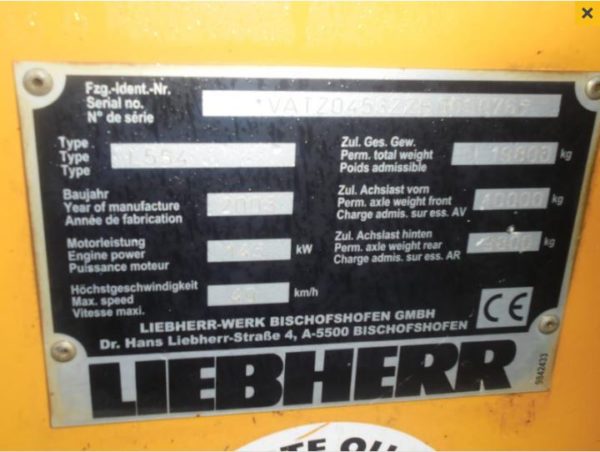 Fzg.-Ident.-Nr.
Serial no.
N° de série
Type
Type
Type
L 554
Zul. Ges. Gew.
Perm. total weight
Poids admissible
kg
Baujahr
Year of manufacture
Année de fabrication
Zul. Achslast vorn
Perm. axle weight front
Charge admis. sur ess. AV
10000 kg
Motorleistung
Engine power
Puissance moteur
kW
Zul. Achslast hinten
Perm. axle weight rear
Charge admis. sur ess. AR
kg
Höchstgeschwindigkeit
Max. speed
Vitesse maxi.
km/h
LIEBHERR-WERK BISCHOFSHOFEN GMBH
Dr. Hans Liebherr-Straße 4, A-5500 BISCHOFSHOFEN
CE
LIEBHERR
9842433